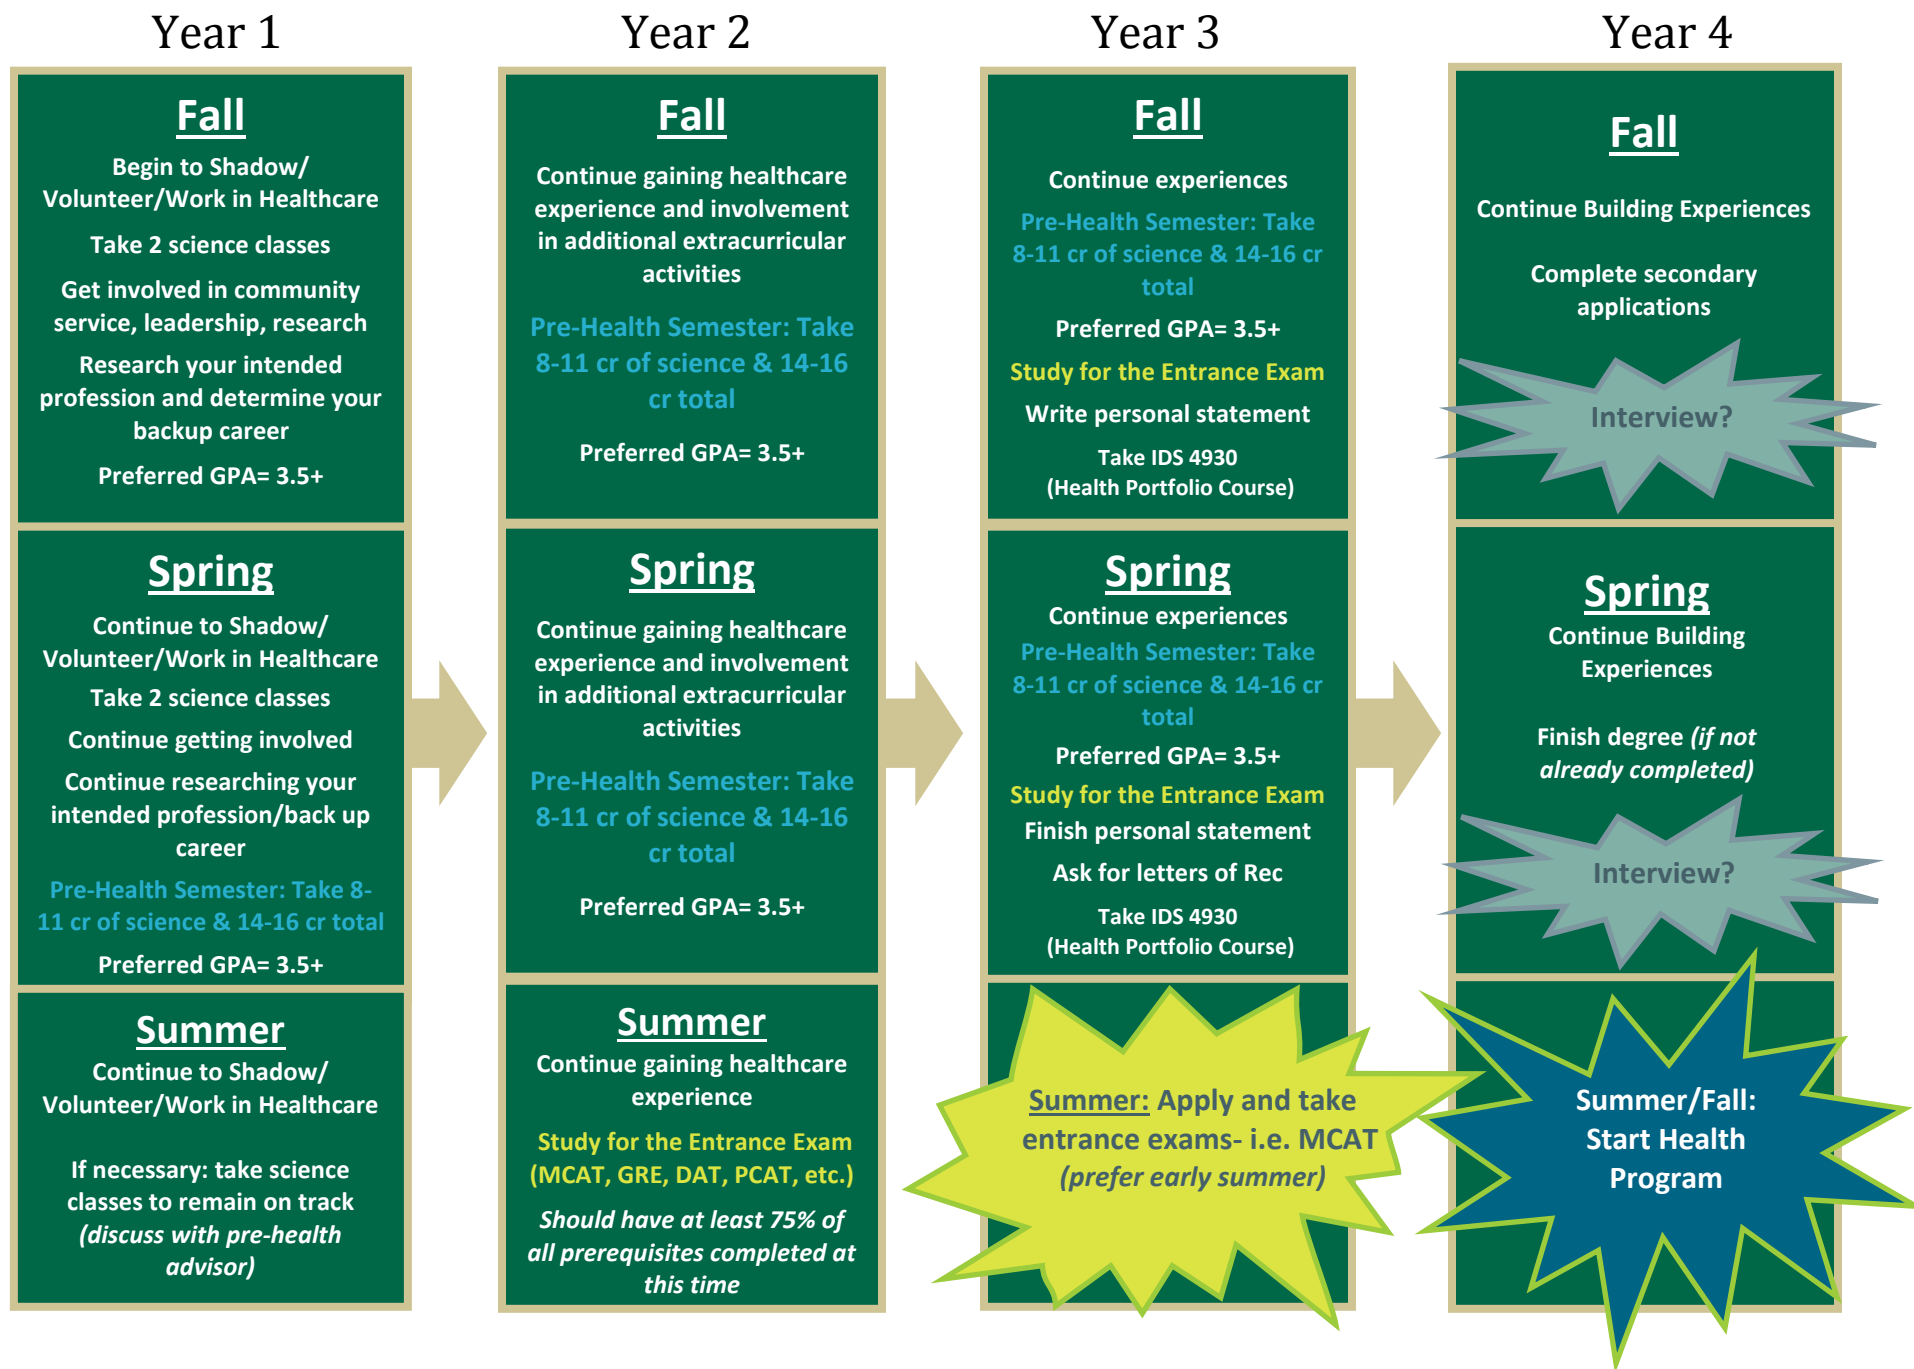 Year 1
Fall
Begin to Shadow/
Volunteer/Work in Healthcare
Take 2 science classes
Get involved in community
service, leadership, research
Research your intended
profession and determine your
backup career
Preferred GPA= 3.5+
Spring
Continue to Shadow/
Volunteer/Work in Healthcare
Take 2 science classes
Continue getting involved
Continue researching your
intended profession/back up
career
Pre-Health Semester: Take 8-
11 cr of science & 14-16 cr total
Preferred GPA= 3.5+
Summer
Continue to Shadow/
Volunteer/Work in Healthcare
If necessary: take science
classes to remain on track
(discuss with pre-health
advisor)
Year 2
Fall
Continue gaining healthcare
experience and involvement
in additional extracurricular
activities
Pre-Health Semester: Take
8-11 cr of science & 14-16
cr total
Preferred GPA= 3.5+
Spring
Continue gaining healthcare
experience and involvement
in additional extracurricular
activities
Pre-Health Semester: Take
8-11 cr of science & 14-16
cr total
Preferred GPA= 3.5+
Summer
Continue gaining healthcare
experience
Study for the Entrance Exam
(MCAT, GRE, DAT, PCAT, etc.)
Should have at least 75% of
all prerequisites completed at
this time
Year 3
Fall
Continue experiences
Pre-Health Semester: Take
8-11 cr of science & 14-16 cr
total
Preferred GPA= 3.5+
Study for the Entrance Exam
Write personal statement
Take IDS 4930
(Health Portfolio Course)
Spring
Continue experiences
Pre-Health Semester: Take
8-11 cr of science & 14-16 cr
total
Preferred GPA= 3.5+
Study for the Entrance Exam
Finish personal statement
Ask for letters of Rec
Take IDS 4930
(Health Portfolio Course)
Summer: Apply and take
entrance exams- i.e. MCAT
(prefer early summer)
Year 4
Fall
Continue Building Experiences
Complete secondary
applications
Interview?
Spring
Continue Building
Experiences
Finish degree (if not
already completed)
Interview?
Summer/Fall:
Start Health
Program